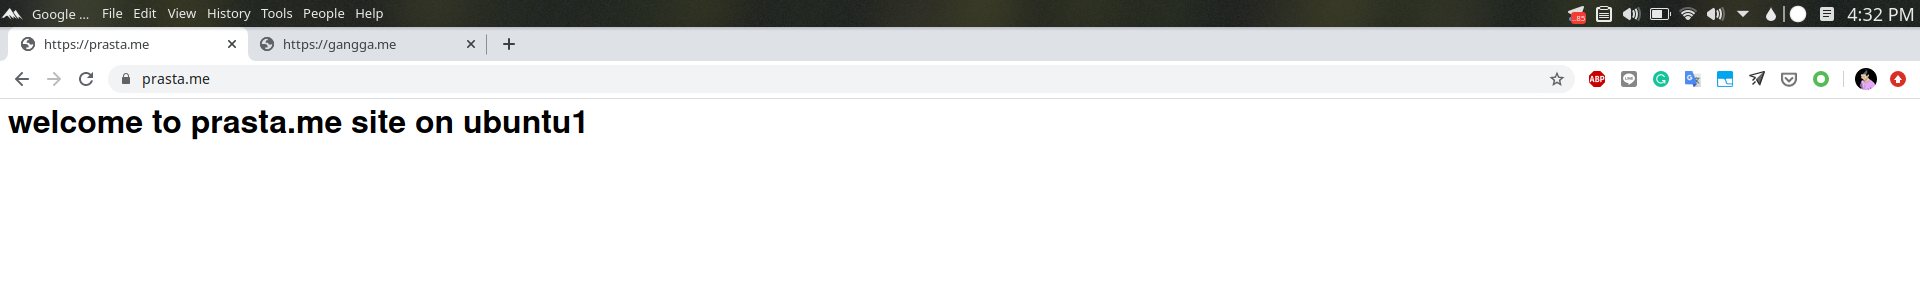 Google ... File Edit View History Tools People Help 4:32 PM
https://prasta.me https://gangga.me
prasta.me ABP
welcome to prasta.me site on ubuntu1